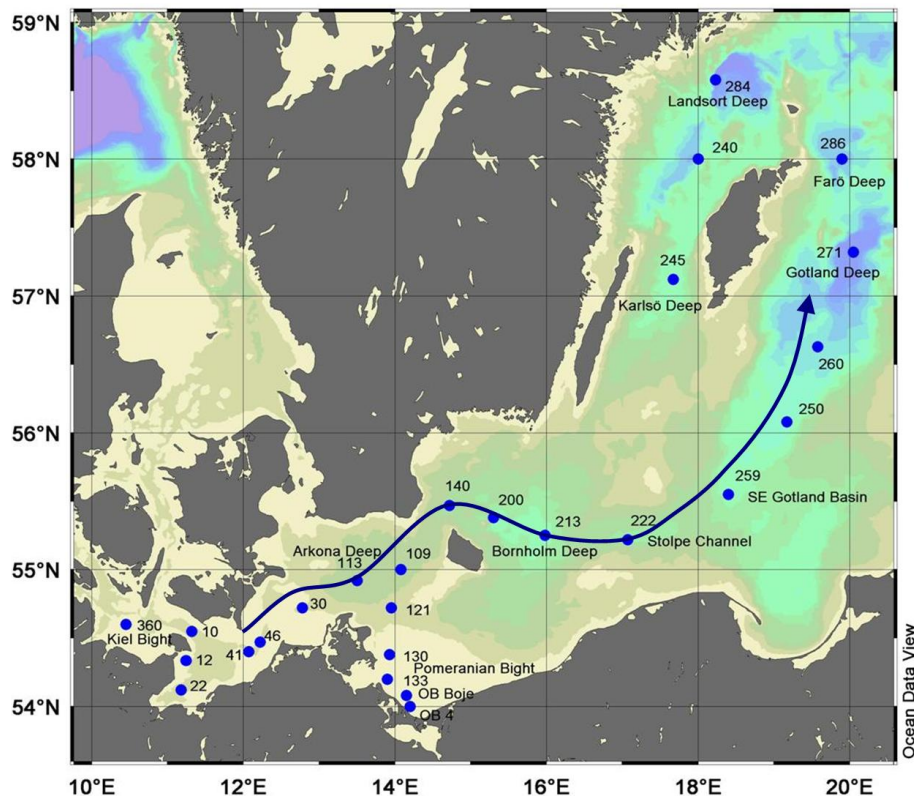 59°N
284
Landsort Deep
58°N
240
286
Farö Deep
245
Karlsö Deep
271
Gotland Deep
57°N
260
250
56°N
259
SE Gotland Basin
140
200
213
222
Bornholm Deep
Stolpe Channel
Arkona Deep
113
109
55°N
30
121
360
Kiel Bight
10
46
41
12
130
Pomeranian Bight
22
133
OB Boje
OB 4
54°N
10°E
12°E
14°E
16°E
18°E
20°E
Ocean Data View